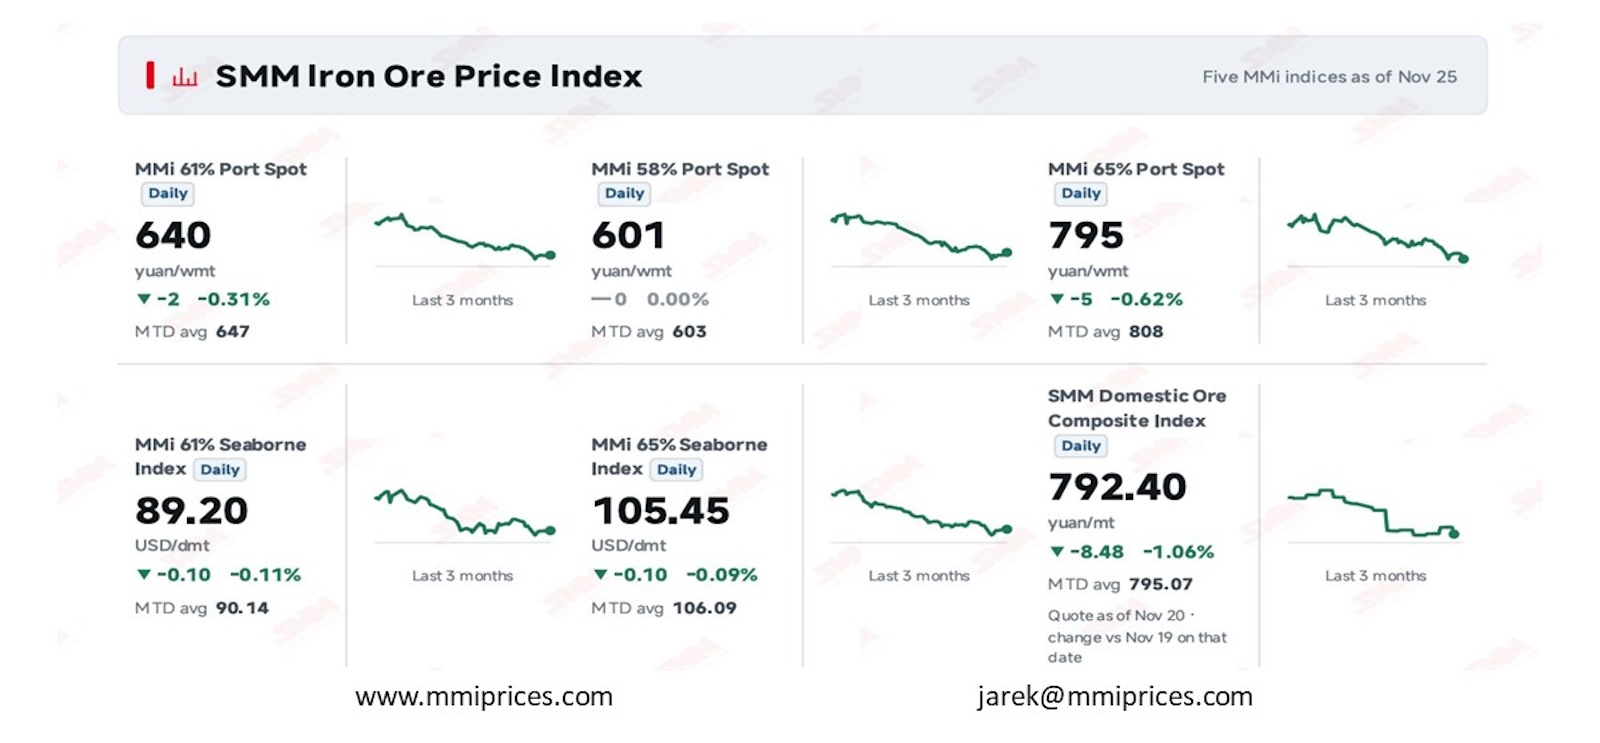 SMM Iron Ore Price Index
Five MMi indices as of Nov 25
MMi 61% Port Spot
Daily
640
yuan/wmt
▼ -2 -0.31%
MTD avg 647
Last 3 months
MMi 58% Port Spot
Daily
601
yuan/wmt
— 0 0.00%
MTD avg 603
Last 3 months
MMi 65% Port Spot
Daily
795
yuan/wmt
▼ -5 -0.62%
MTD avg 808
Last 3 months
MMi 61% Seaborne
Index Daily
89.20
USD/dmt
▼ -0.10 -0.11%
MTD avg 90.14
Last 3 months
MMi 65% Seaborne
Index Daily
105.45
USD/dmt
▼ -0.10 -0.09%
MTD avg 106.09
Last 3 months
SMM Domestic Ore
Composite Index
Daily
792.40
yuan/mt
▼ -8.48 -1.06%
MTD avg 795.07
Quote as of Nov 20 ·
change vs Nov 19 on that
date
Last 3 months
www.mmiprices.com
jarek@mmiprices.com